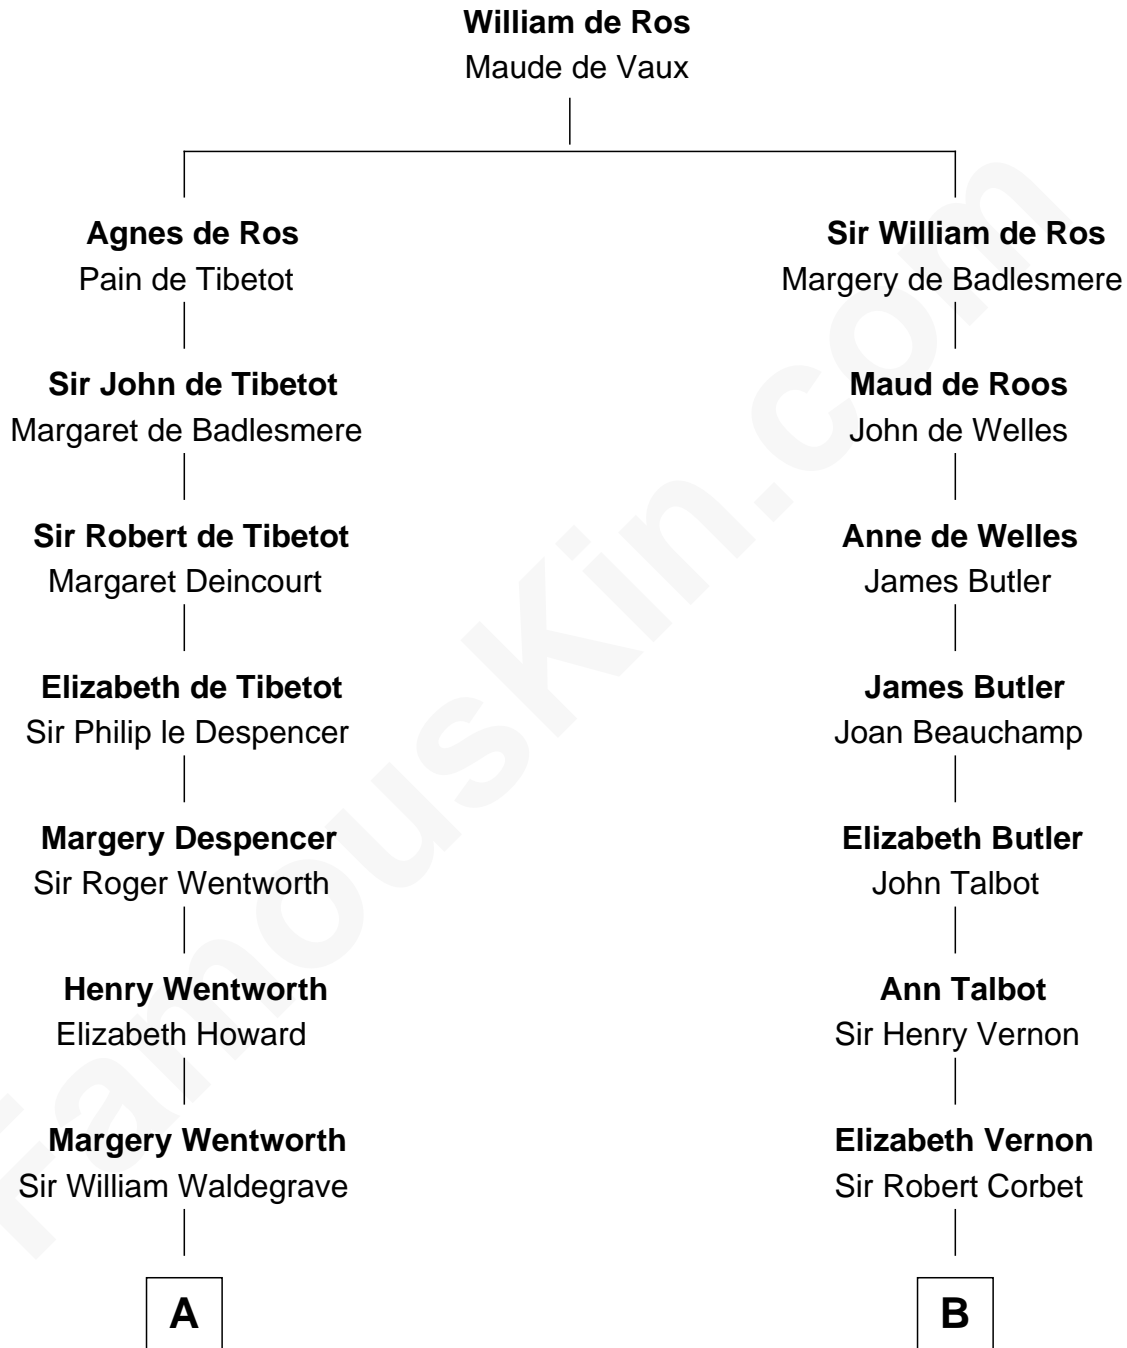 William de Ros
Maude de Vaux
Agnes de Ros
Pain de Tibetot
Sir William de Ros
Margery de Badlesmere
Sir John de Tibetot
Margaret de Badlesmere
Maud de Roos
John de Welles
Sir Robert de Tibetot
Margaret Deincourt
Anne de Welles
James Butler
Elizabeth de Tibetot
Sir Philip le Despencer
James Butler
Joan Beauchamp
Margery Despencer
Sir Roger Wentworth
Elizabeth Butler
John Talbot
Henry Wentworth
Elizabeth Howard
Ann Talbot
Sir Henry Vernon
Margery Wentworth
Sir William Waldegrave
Elizabeth Vernon
Sir Robert Corbet
A
B
FamousKin.com